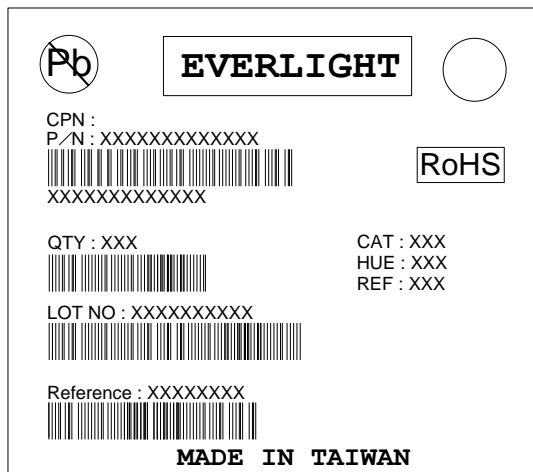 Pb
EVERLIGHT
CPN :
P/N : XXXXXXXXXXXXX
RoHS
XXXXXXXXXXXXX
QTY : XXX
CAT : XXX
HUE : XXX
REF : XXX
LOT NO : XXXXXXXXXX
Reference : XXXXXXXX
MADE IN TAIWAN